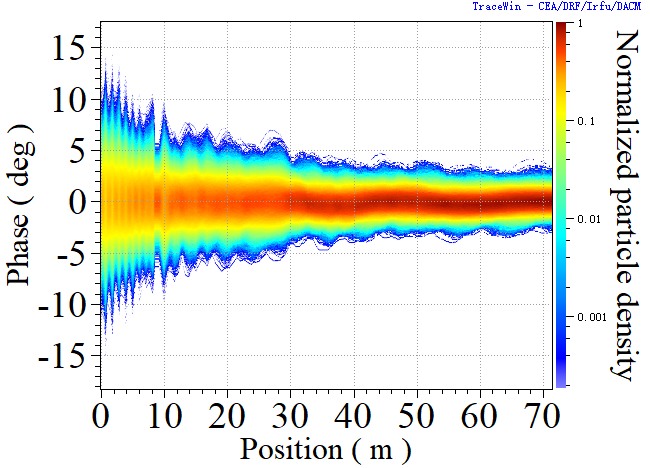 TraceWin - CEA/DRF/Irfu/DACM
15
10
5
0
-5
-10
-15
Phase ( deg )
0 10 20 30 40 50 60 70
Position ( m )
1
0.1
0.01
0.001
Normalized particle density